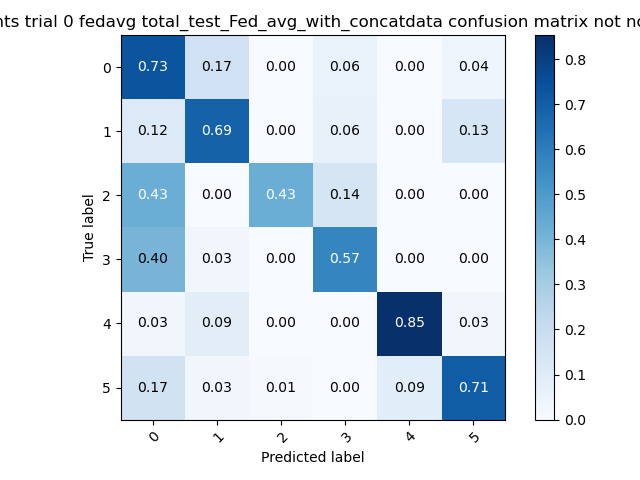 trial 0 fedavg total_test_Fed_avg_with_concatdata confusion matrix not
0 0.73 0.17 0.00 0.06 0.00 0.04
1 0.12 0.69 0.00 0.06 0.00 0.13
2 0.43 0.00 0.43 0.14 0.00 0.00
3 0.40 0.03 0.00 0.57 0.00 0.00
4 0.03 0.09 0.00 0.00 0.85 0.03
5 0.17 0.03 0.01 0.00 0.09 0.71
0 1 2 3 4 5
True label
Predicted label
0.8
0.7
0.6
0.5
0.4
0.3
0.2
0.1
0.0